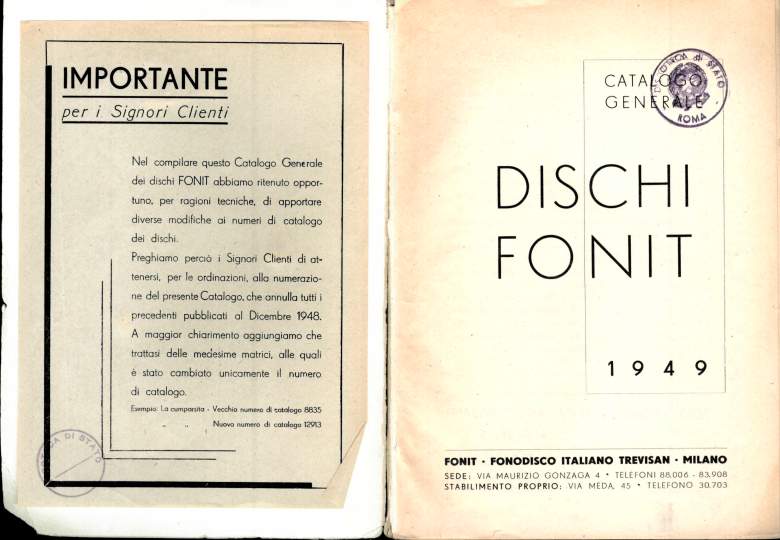 IMPORTANTE
per i Signori Clienti
Nel compilare questo Catalogo Generale
dei dischi FONIT abbiamo ritenuto oppor-
tuno, per ragioni tecniche, di apportare
diverse modifiche ai numeri di catalogo
dei dischi.
Preghiamo perciò i Signori Clienti di at-
tenersi, per le ordinazioni, alla numerazio-
ne del presente Catalogo, che annulla tutti i
precedenti pubblicati al Dicembre 1948.
A maggior chiarimento aggiungiamo che
trattasi delle medesime matrici, alle quali
è stato cambiato unicamente il numero
di catalogo.
Esempio: La cumparsita - Vecchio numero di catalogo 8835
„ „ Nuovo numero di catalogo 12913
DI STATO
CATALOGO
GENERALE
DI STATO
ROMA
DISCHI
FONIT
1949
FONIT · FONODISCO ITALIANO TREVISAN · MILANO
SEDE: VIA MAURIZIO GONZAGA 4 • TELEFONI 88.006 - 83.908
STABILIMENTO PROPRIO: VIA MEDA, 45 • TELEFONO 30.703